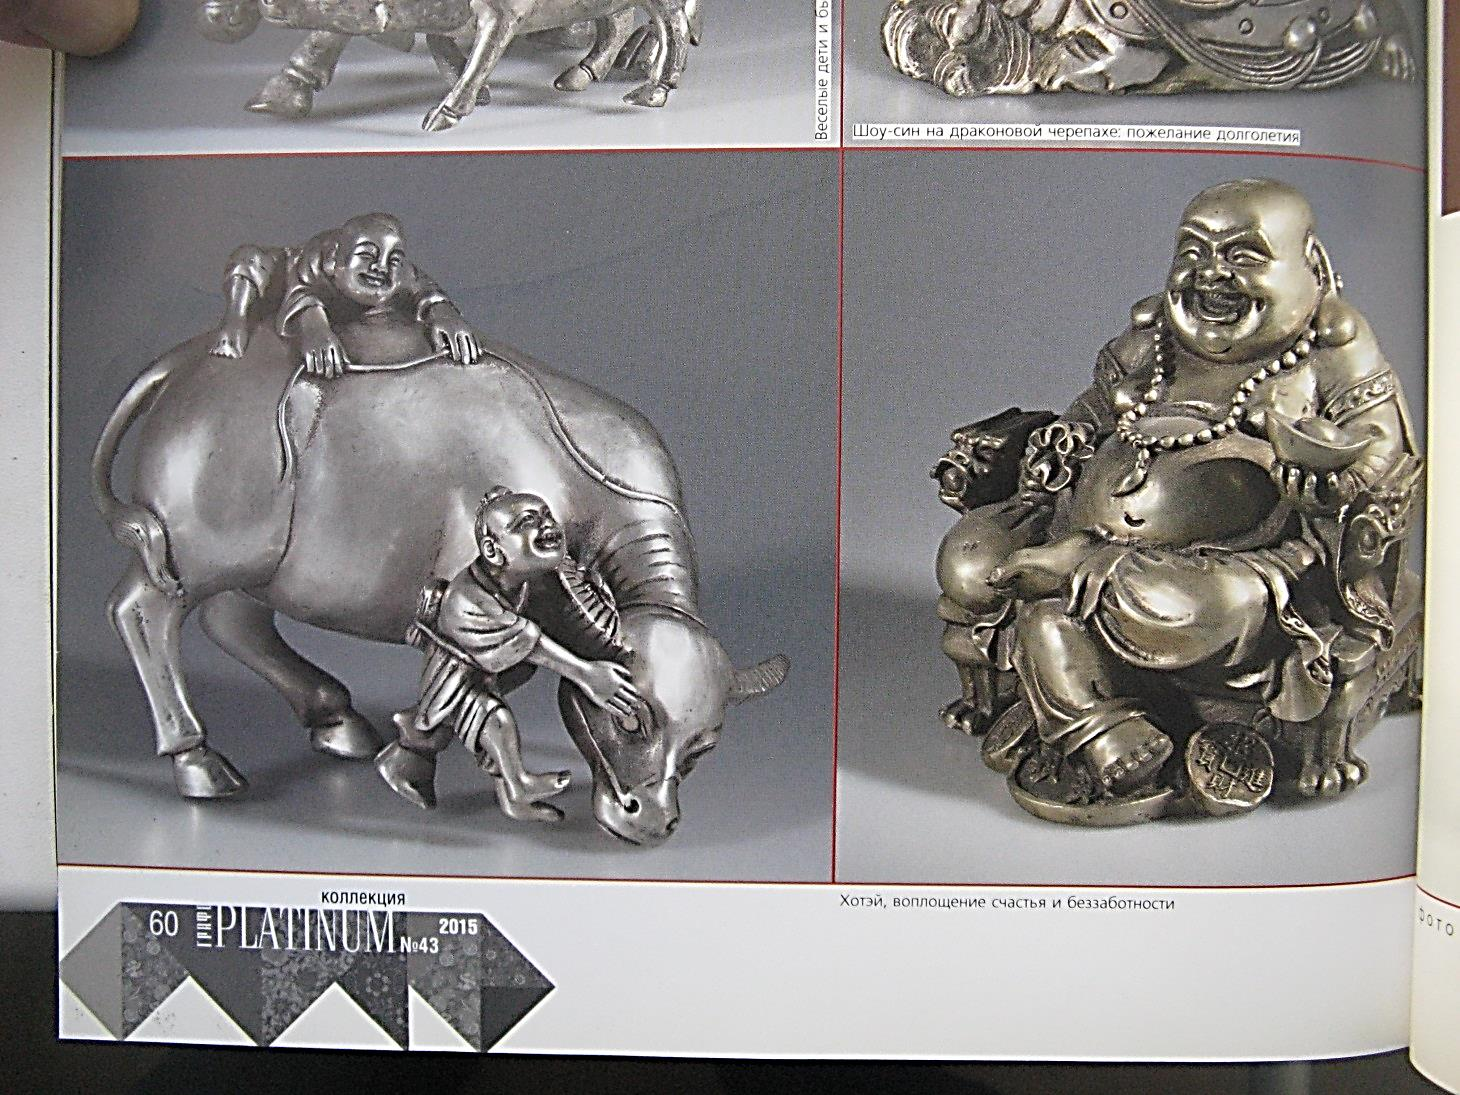 Веселые дети и бы
Шоу-син на драконовой черепахе: пожелание долголетия
Хотэй, воплощение счастья и беззаботности
коллекция
60 ГРИФЦ PLATINUM №43 2015
фото